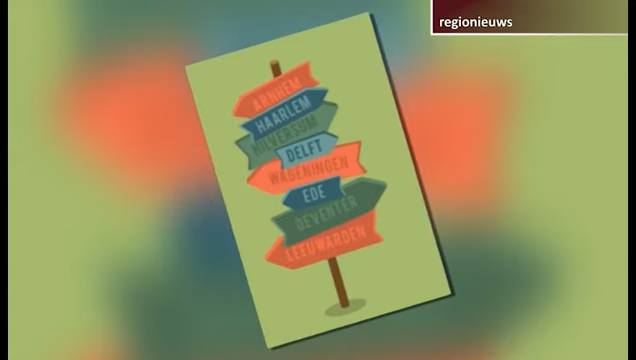 regionieuws
ARNHEM
HAARLEM
HILVERSUM
DELFT
WAGENINGEN
EDE
DEVENTER
LEEUWARDEN